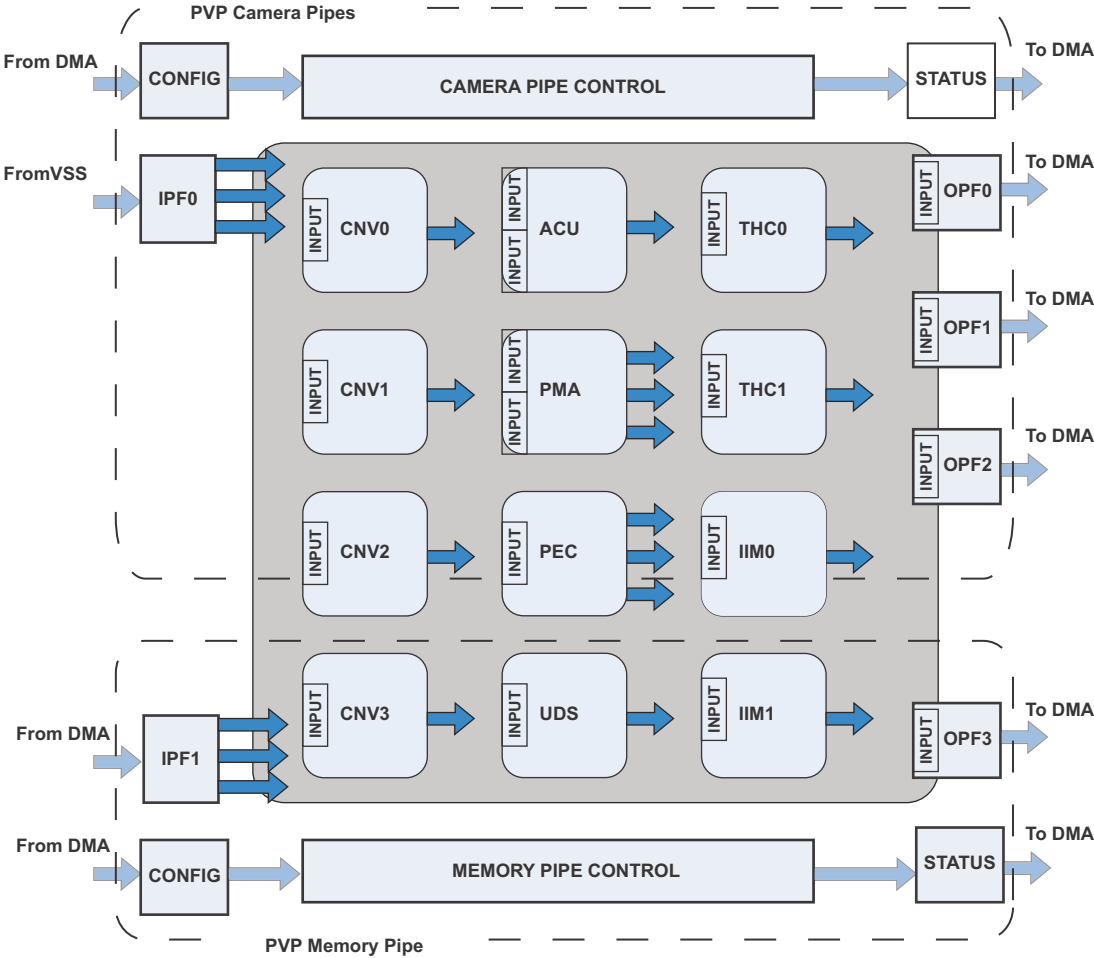 PVP Camera Pipes
From DMA
CONFIG
CAMERA PIPE CONTROL
STATUS
To DMA
FromVSS
IPF0
INPUT
CNV0
INPUT
INPUT
ACU
INPUT
THC0
INPUT
OPF0
To DMA
INPUT
OPF1
To DMA
INPUT
CNV1
INPUT
INPUT
PMA
INPUT
THC1
INPUT
OPF2
To DMA
INPUT
CNV2
INPUT
PEC
INPUT
IIM0
From DMA
IPF1
INPUT
CNV3
INPUT
UDS
INPUT
IIM1
INPUT
OPF3
To DMA
From DMA
CONFIG
MEMORY PIPE CONTROL
STATUS
To DMA
PVP Memory Pipe